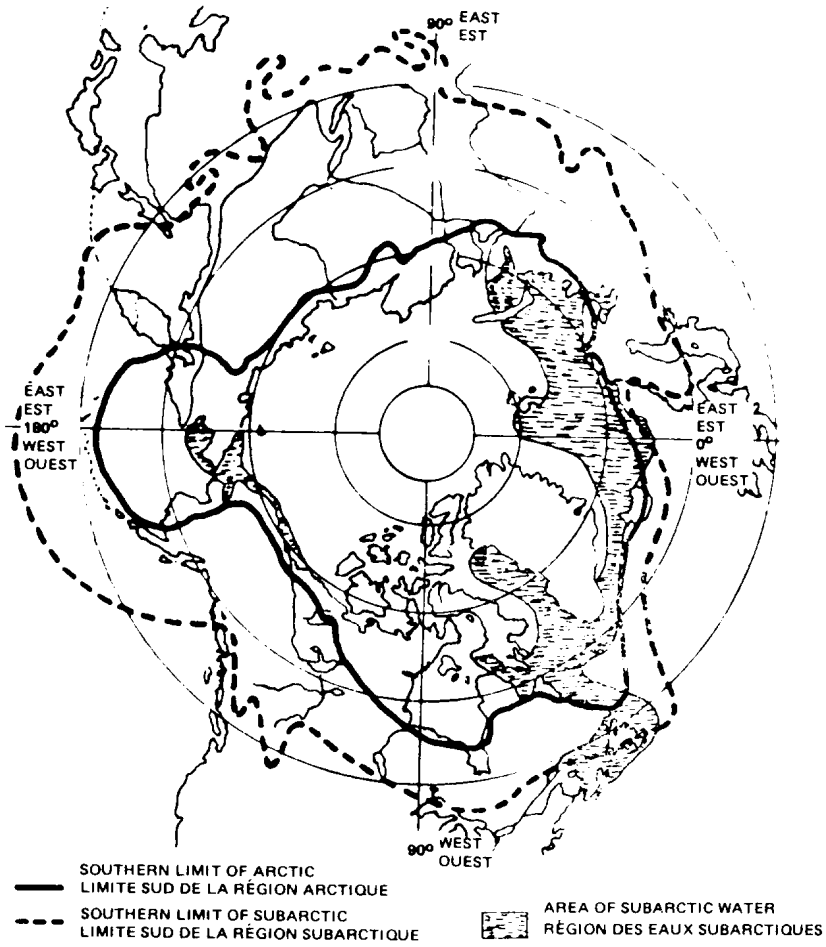 90° EAST
EST
EAST
EST
180°
WEST
OUEST
EAST
EST
0°
WEST
OUEST
90° WEST
OUEST
SOUTHERN LIMIT OF ARCTIC
LIMITE SUD DE LA RÉGION ARCTIQUE
SOUTHERN LIMIT OF SUBARCTIC
LIMITE SUD DE LA RÉGION SUBARCTIQUE
AREA OF SUBARCTIC WATER
RÉGION DES EAUX SUBARCTIQUES